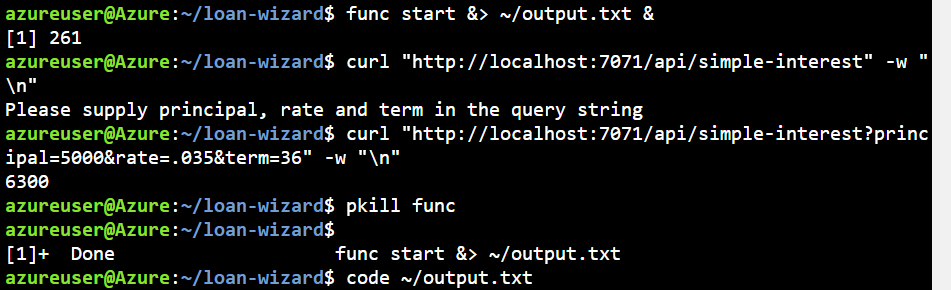 azureuser@Azure:~/loan-wizard$ func start &> ~/output.txt &
[1] 261
azureuser@Azure:~/loan-wizard$ curl "http://localhost:7071/api/simple-interest" -w "
\n"
Please supply principal, rate and term in the query string
azureuser@Azure:~/loan-wizard$ curl "http://localhost:7071/api/simple-interest?princ
ipal=5000&rate=.035&term=36" -w "\n"
6300
azureuser@Azure:~/loan-wizard$ pkill func
azureuser@Azure:~/loan-wizard$
[1]+  Done                    func start &> ~/output.txt
azureuser@Azure:~/loan-wizard$ code ~/output.txt